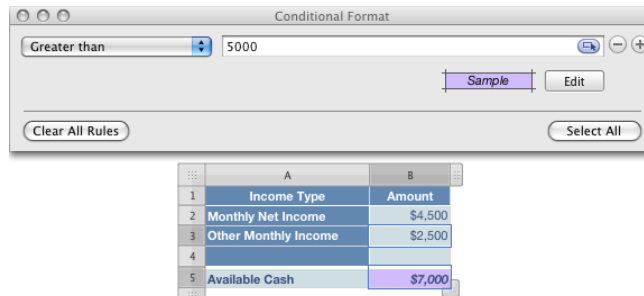 Conditional Format
Greater than 5000
Sample Edit
Clear All Rules Select All
A B
1 Income Type Amount
2 Monthly Net Income $4,500
3 Other Monthly Income $2,500
4
5 Available Cash $7,000